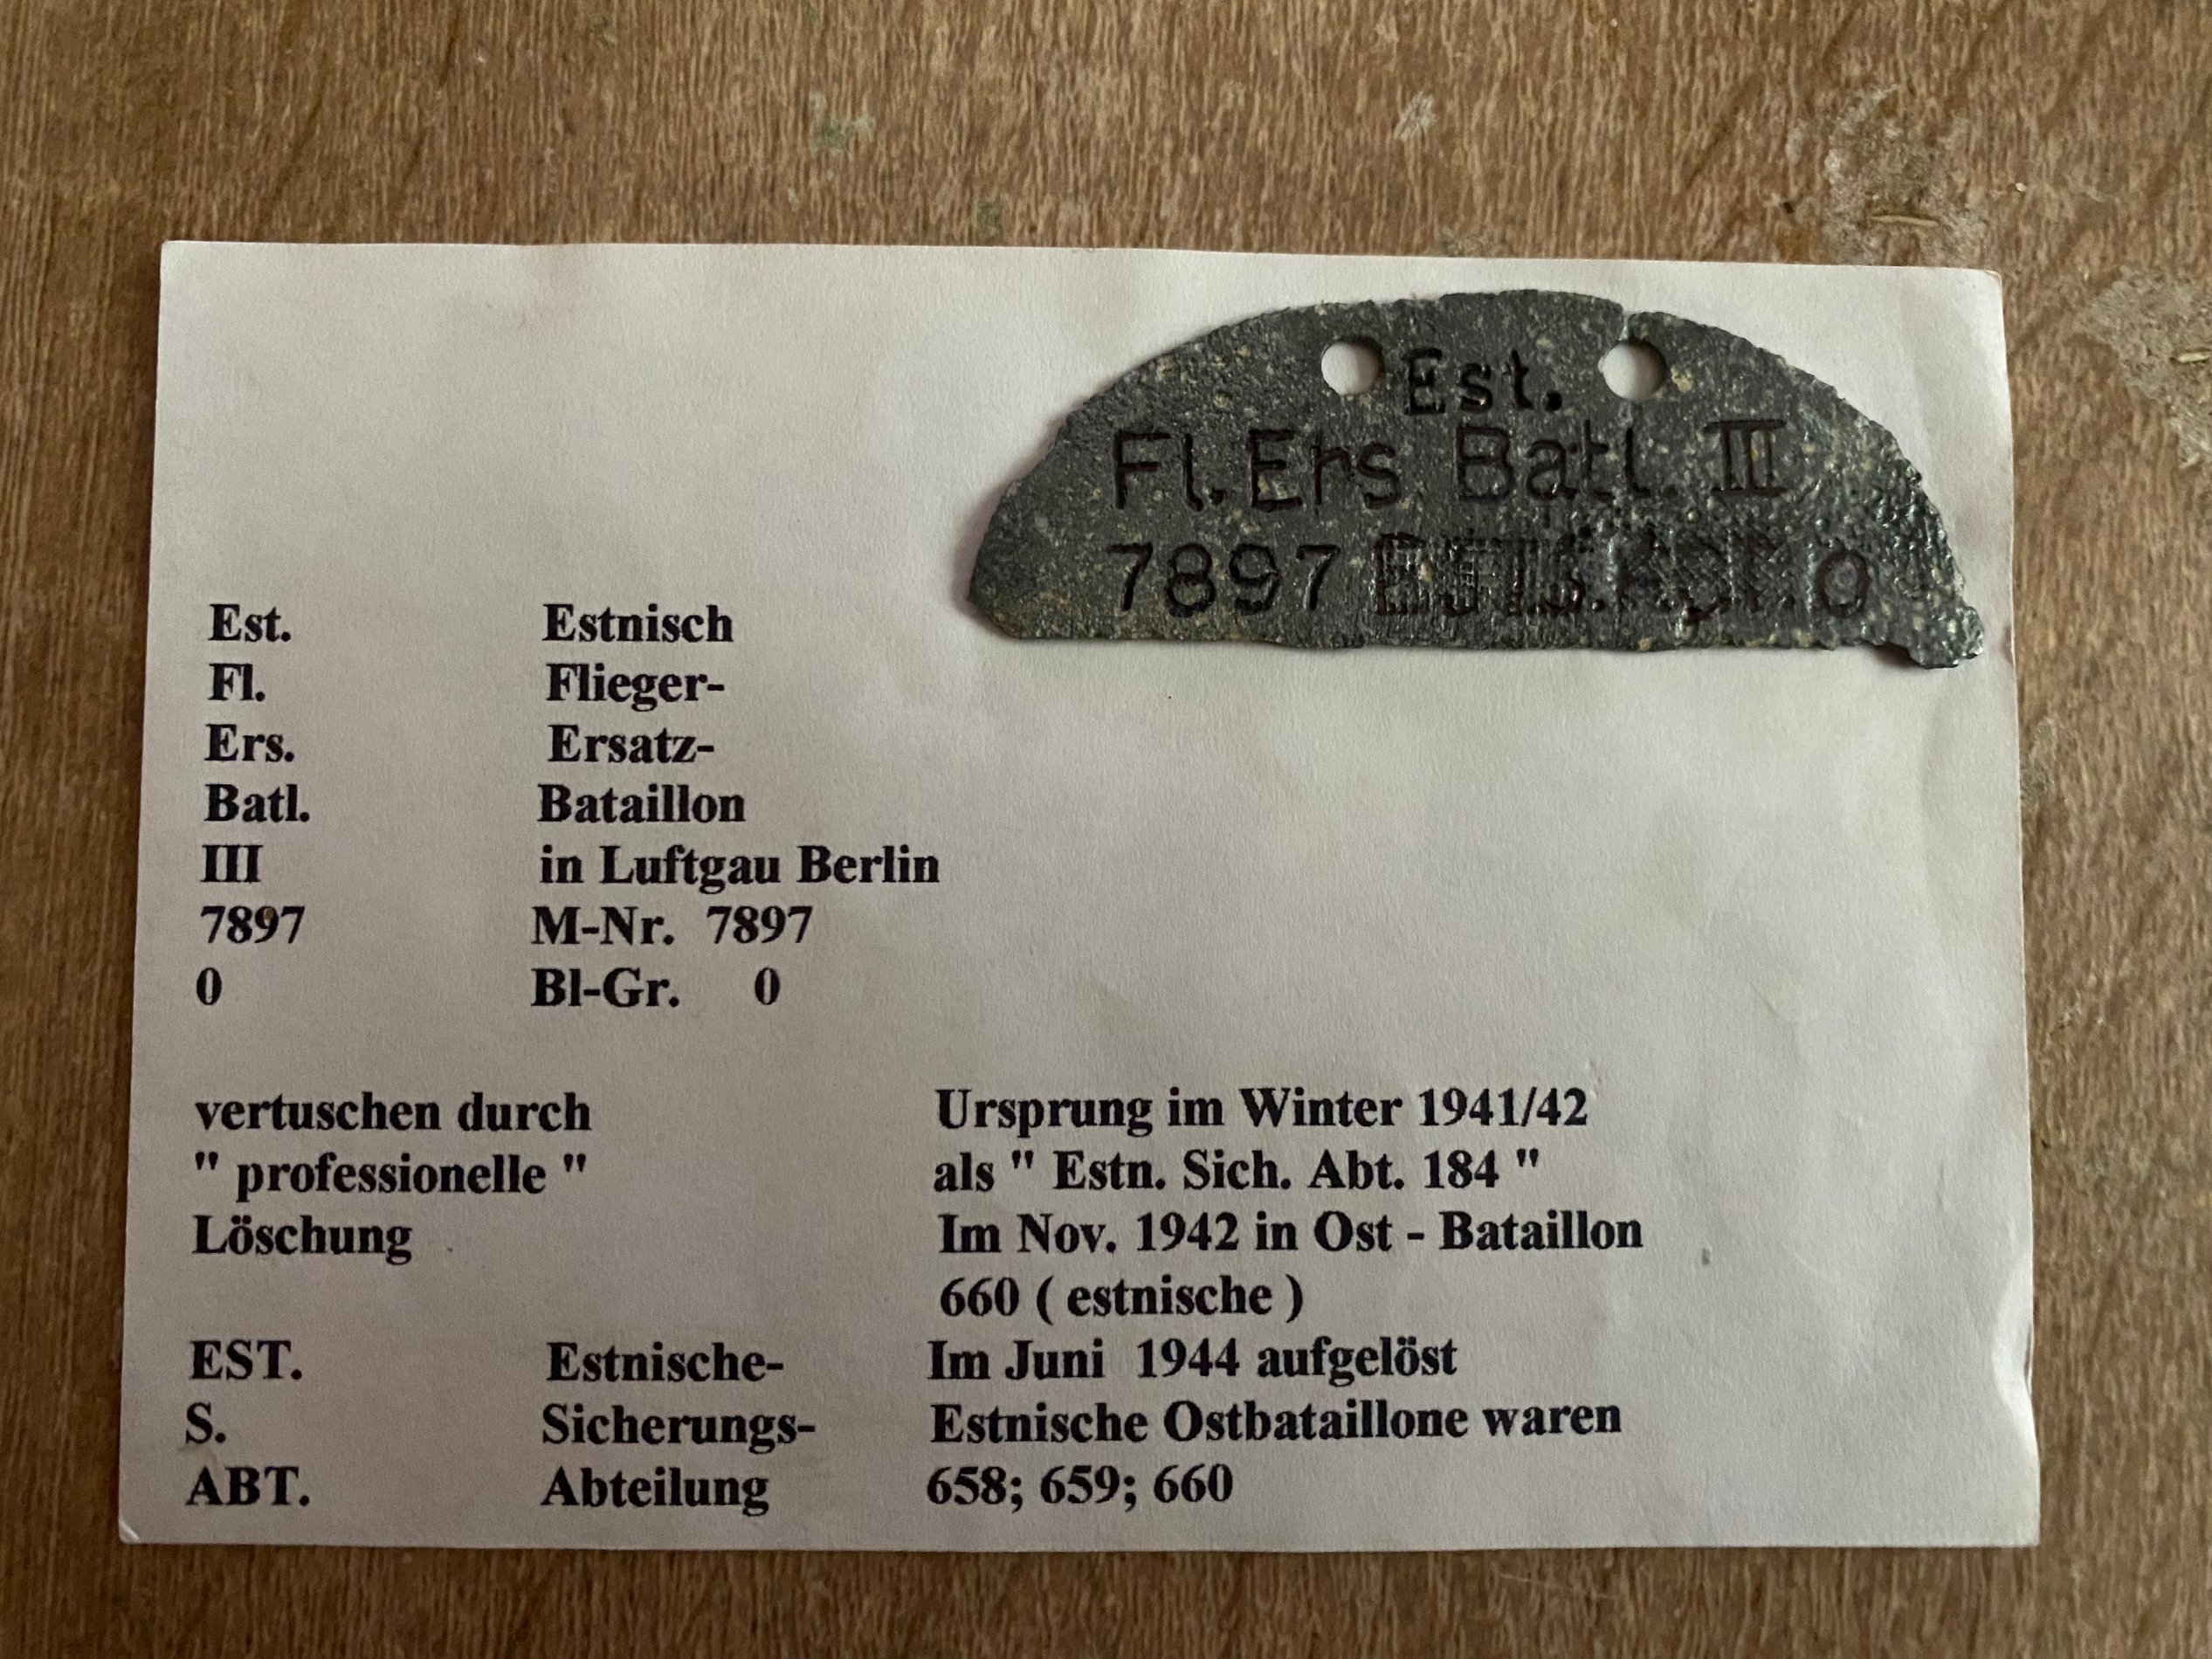 Est.
Fl.Ers Batl. III
7897 EST.S.ABT. 0
Est. Estnisch
Fl. Flieger-
Ers. Ersatz-
Batl. Bataillon
III in Luftgau Berlin
7897 M-Nr. 7897
0 Bl-Gr. 0
vertuschen durch
" professionelle "
Löschung
Ursprung im Winter 1941/42
als " Estn. Sich. Abt. 184 "
Im Nov. 1942 in Ost - Bataillon
660 ( estnische )
EST. Estnische-
S. Sicherungs-
ABT. Abteilung
Im Juni 1944 aufgelöst
Estnische Ostbataillone waren
658; 659; 660